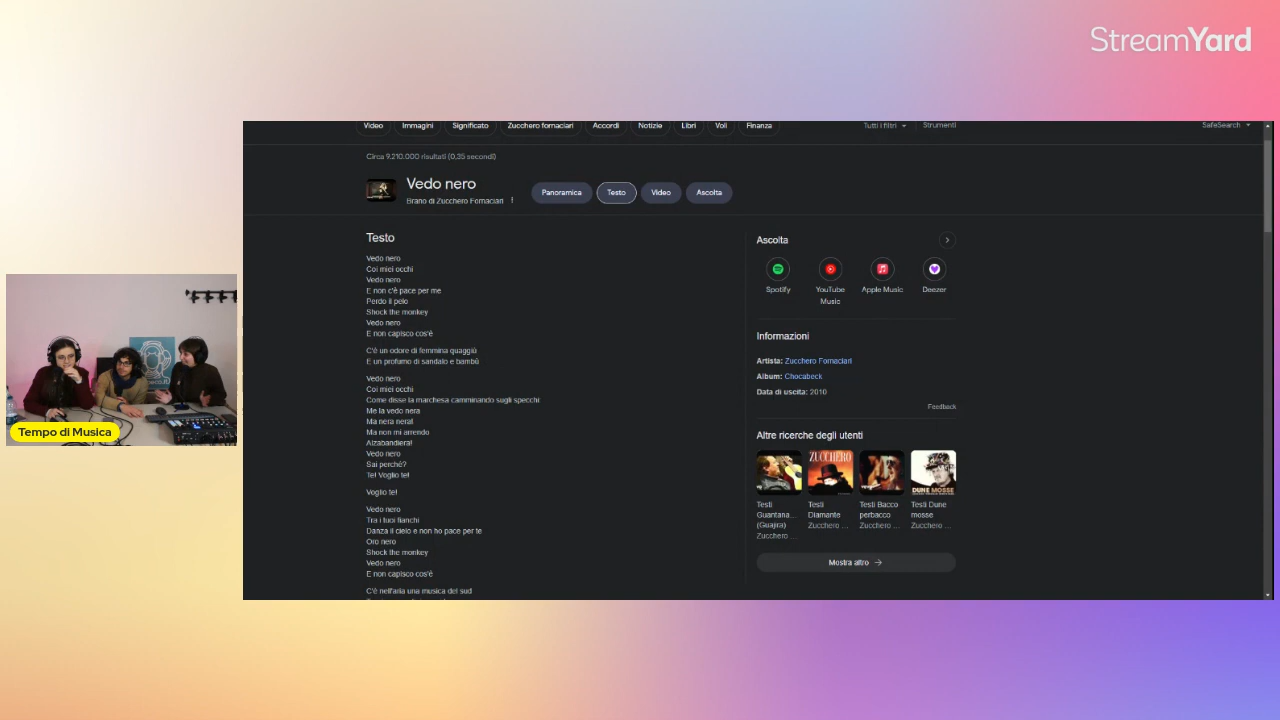 StreamYard
Video Immagini Significato Zucchero fornaciari Accordi Notizie Libri Voli Finanza Tutti i filtri Strumenti SafeSearch
Circa 9.210.000 risultati (0,35 secondi)
Vedo nero
Brano di Zucchero Fornaciari
Panoramica Testo Video Ascolta
Testo
Vedo nero
Coi miei occhi
Vedo nero
E non c'è pace per me
Perdo il pelo
Shock the monkey
Vedo nero
E non capisco cos'è
C'è un odore di femmina quaggiù
E un profumo di sandalo e bambù
Vedo nero
Coi miei occhi
Come disse la marchesa camminando sugli specchi
Me la vedo nera
Ma nera nera!
Ma non mi arrendo
Alzabandiera!
Vedo nero
Sai perchè?
Te! Voglio te!
Voglio te!
Vedo nero
Tra i tuoi fianchi
Danza il cielo e non ho pace per te
Oro nero
Shock the monkey
Vedo nero
E non capisco cos'è
C'è nell'aria una musica del sud
Ascolta
Spotify
YouTube
Music
Apple Music
Deezer
Informazioni
Artista: Zucchero Fornaciari
Album: Chocabeck
Data di uscita: 2010
Feedback
Altre ricerche degli utenti
ZUCCHERO
DUNE MOSSE
Testi
Guantana...
(Guajira)
Zucchero ...
Testi
Diamante
Zucchero ...
Testi Bacco
perbacco
Zucchero ...
Testi Dune
mosse
Zucchero ...
Mostra altro
Tempo di Musica